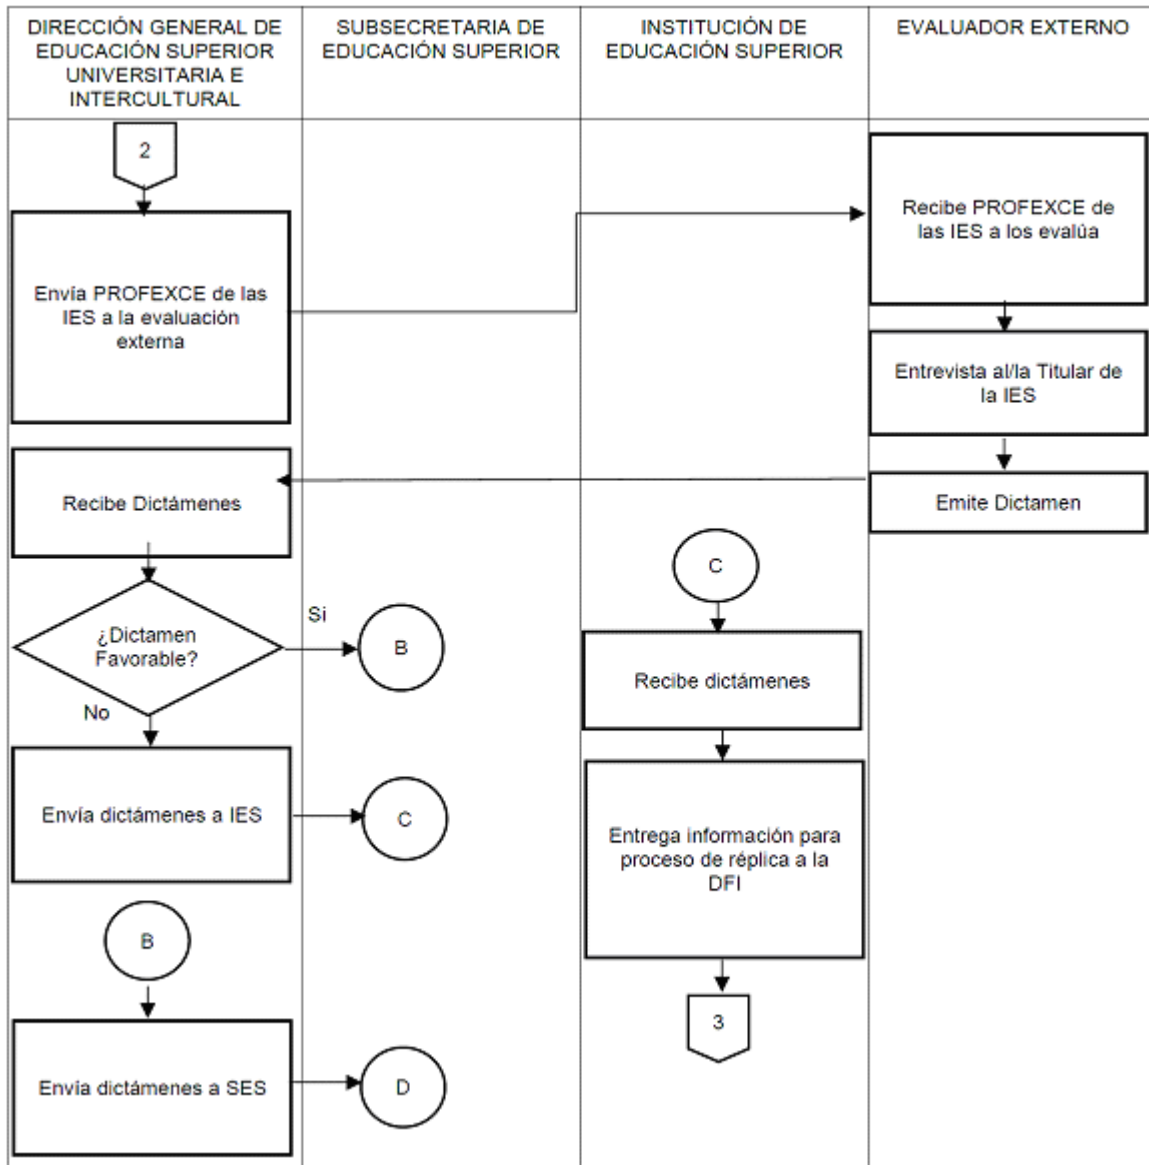 DIRECCIÓN GENERAL DE
EDUCACIÓN SUPERIOR
UNIVERSITARIA E
INTERCULTURAL
SUBSECRETARIA DE
EDUCACIÓN SUPERIOR
INSTITUCIÓN DE
EDUCACIÓN SUPERIOR
EVALUADOR EXTERNO
2
Envía PROFEXCE de las
IES a la evaluación
externa
Recibe PROFEXCE de
las IES a los evalúa
Entrevista al/la Titular de
la IES
Emite Dictamen
Recibe Dictámenes
¿Dictamen
Favorable?
Si
B
No
Envía dictámenes a IES
C
C
Recibe dictámenes
Entrega información para
proceso de réplica a la
DFI
3
B
Envía dictámenes a SES
D